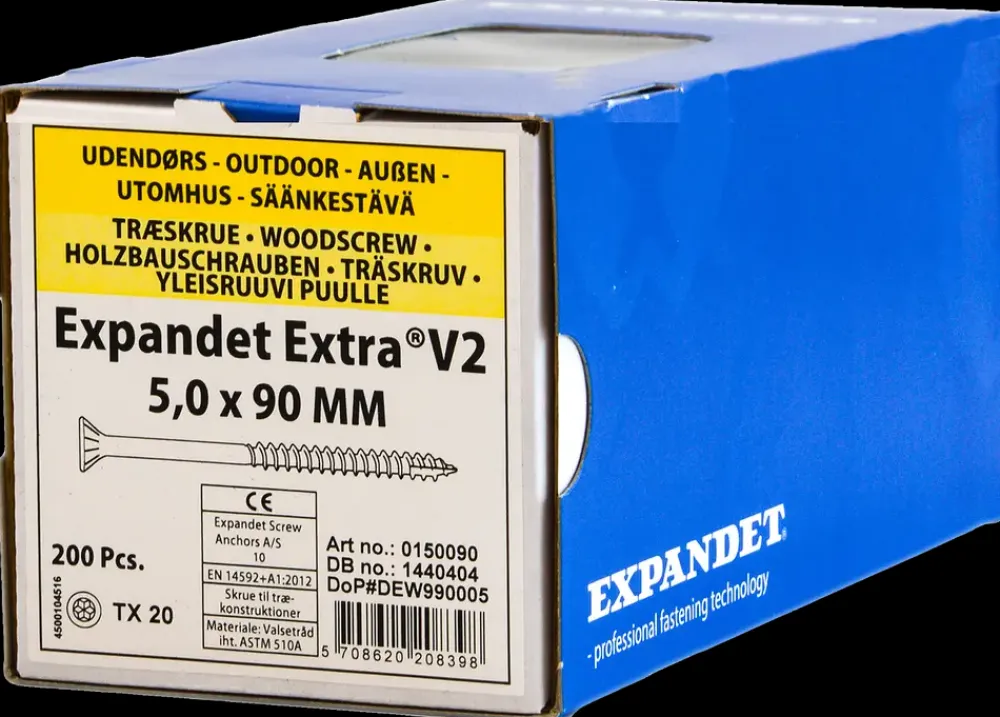 UDENDØRS - OUTDOOR - AUßEN -
UTOMHUS - SÄÄNKESTÄVÄ
TRÆSKRUE • WOODSCREW •
HOLZBAUSCHRAUBEN • TRÄSKRUV •
YLEISRUUVI PUULLE
Expandet Extra® V2
5,0 x 90 MM
CE
Expandet Screw
Anchors A/S
10
EN 14592+A1:2012
Skrue til træ-
konstruktioner
Materiale: Valsetråd
iht. ASTM 510A
200 Pcs.
4500104516
TX 20
Art no.: 0150090
DB no.: 1440404
DoP#DEW990005
5 708620 208398
EXPANDET
- professional fastening technology